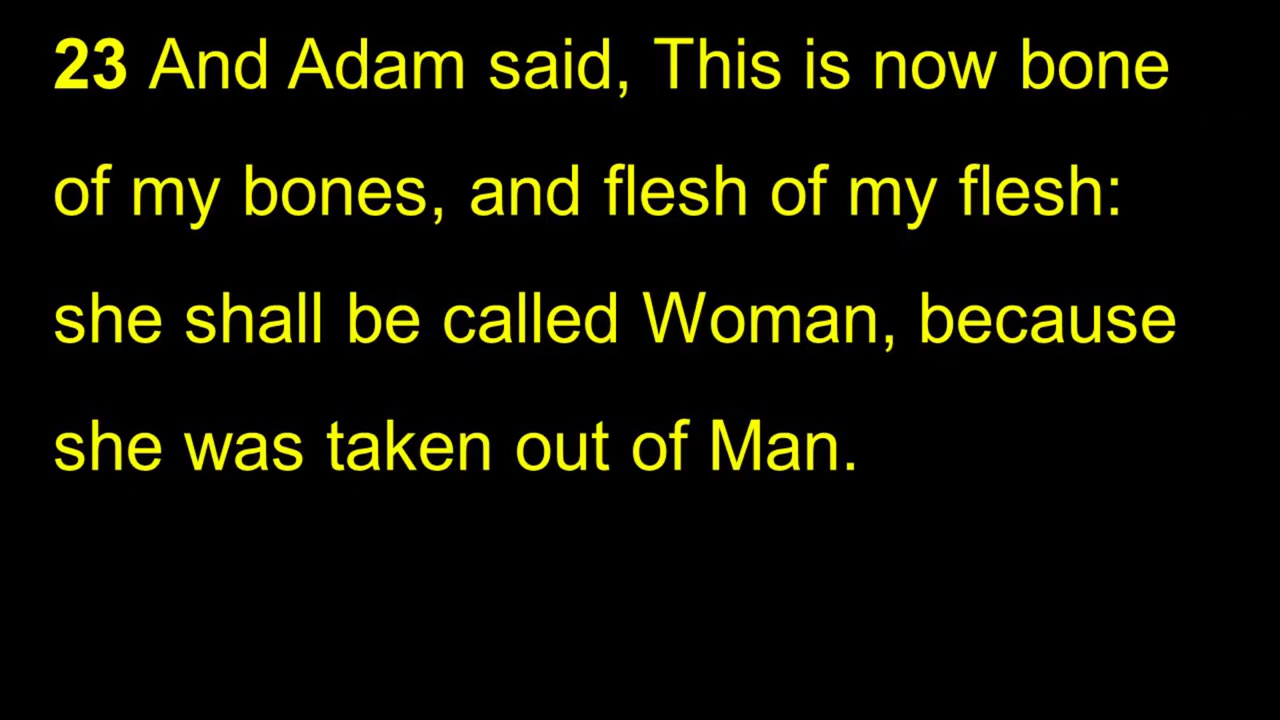 23 And Adam said, This is now bone
of my bones, and flesh of my flesh:
she shall be called Woman, because
she was taken out of Man.